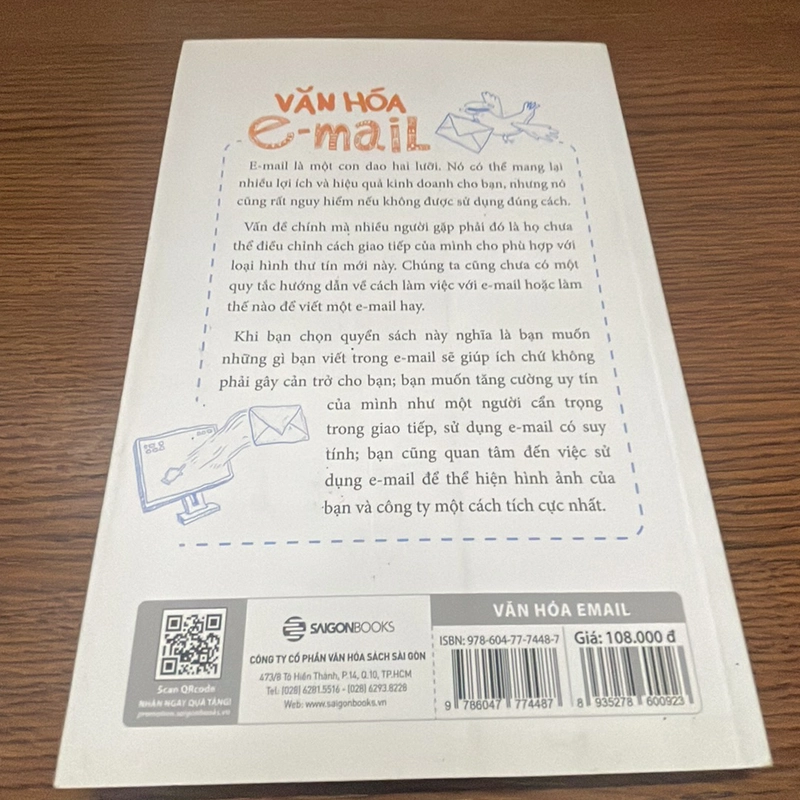 VĂN HÓA
e-mail
E-mail là một con dao hai lưỡi. Nó có thể mang lại
nhiều lợi ích và hiệu quả kinh doanh cho bạn, nhưng nó
cũng rất nguy hiểm nếu không được sử dụng đúng cách.
Vấn đề chính mà nhiều người gặp phải đó là họ chưa
thể điều chỉnh cách giao tiếp của mình cho phù hợp với
loại hình thư tín mới này. Chúng ta cũng chưa có một
quy tắc hướng dẫn về cách làm việc với e-mail hoặc làm
thế nào để viết một e-mail hay.
Khi bạn chọn quyển sách này nghĩa là bạn muốn
những gì bạn viết trong e-mail sẽ giúp ích chứ không
phải gây cản trở cho bạn; bạn muốn tăng cường uy tín
của mình như một người cẩn trọng
trong giao tiếp, sử dụng e-mail có suy
tính; bạn cũng quan tâm đến việc sử
dụng e-mail để thể hiện hình ảnh của
bạn và công ty một cách tích cực nhất.
Scan QRcode
NHẬN NGAY QUÀ TẶNG!
promotion.saigonbooks.vn
SAIGONBOOKS
CÔNG TY CỔ PHẦN VĂN HÓA SÁCH SÀI GÒN
473/8 Tô Hiến Thành, P.14, Q.10, TP.HCM
Tel: (028) 6281.5516 - (028) 6293.8228
Web: www.saigonbooks.vn
VĂN HÓA EMAIL
ISBN: 978-604-77-7448-7
Giá: 108.000 đ
9 786047 774487
8 935278 600923